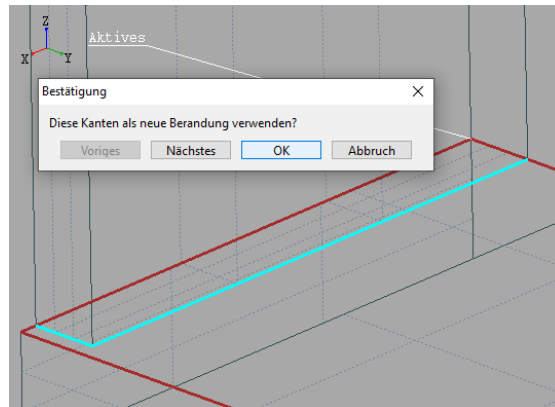 Z
Aktives
X
Y
Bestätigung
Diese Kanten als neue Berandung verwenden?
Voriges Nächstes OK Abbruch